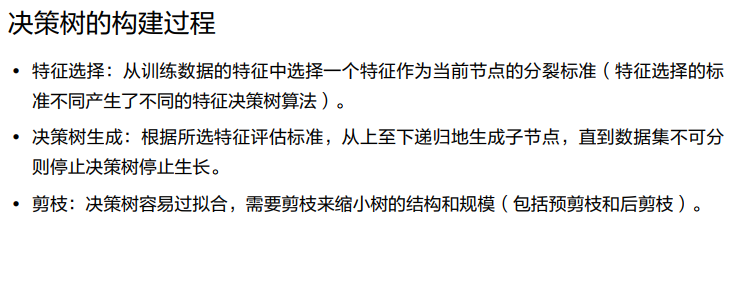 决策树的构建过程
• 特征选择：从训练数据的特征中选择一个特征作为当前节点的分裂标准（特征选择的标
准不同产生了不同的特征决策树算法）。
• 决策树生成：根据所选特征评估标准，从上至下递归地生成子节点，直到数据集不可分
则停止决策树停止生长。
• 剪枝：决策树容易过拟合，需要剪枝来缩小树的结构和规模（包括预剪枝和后剪枝）。